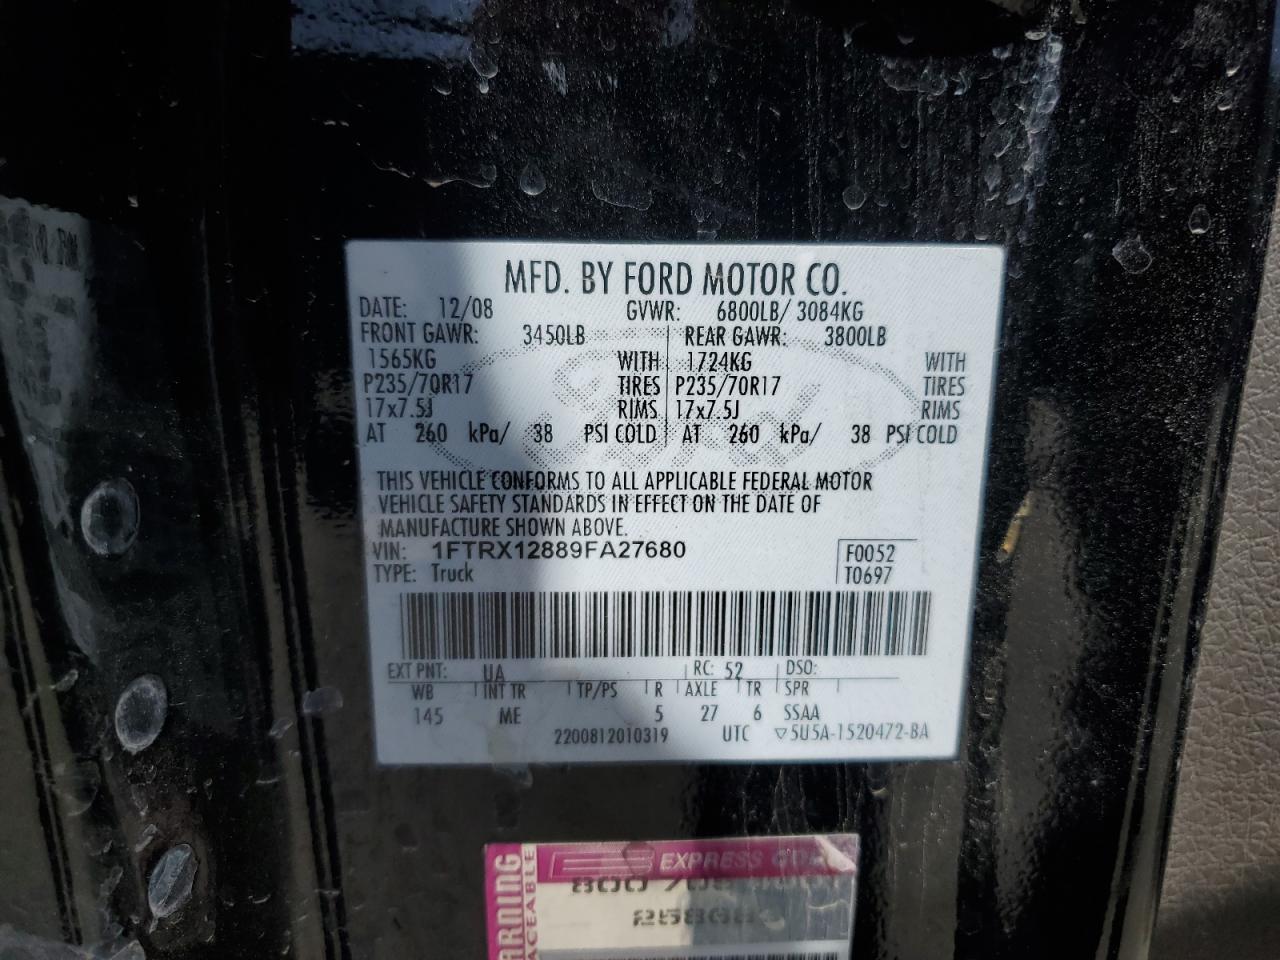 MFD. BY FORD MOTOR CO.
DATE: 12/08 GVWR: 6800LB/ 3084KG
FRONT GAWR: 3450LB REAR GAWR: 3800LB
1565KG WITH 1724KG WITH
P235/70R17 TIRES P235/70R17 TIRES
17x7.5J RIMS 17x7.5J RIMS
AT 260 kPa/ 38 PSI COLD AT 260 kPa/ 38 PSI COLD
THIS VEHICLE CONFORMS TO ALL APPLICABLE FEDERAL MOTOR
VEHICLE SAFETY STANDARDS IN EFFECT ON THE DATE OF
MANUFACTURE SHOWN ABOVE.
VIN: 1FTRX12889FA27680 F0052
TYPE: Truck T0697
EXT PNT: UA RC: 52 DSO:
WB INT TR TP/PS R AXLE TR SPR
145 ME 5 27 6 SSAA
2200812010319 UTC ▽5U5A-1520472-BA
EXPRESS
800